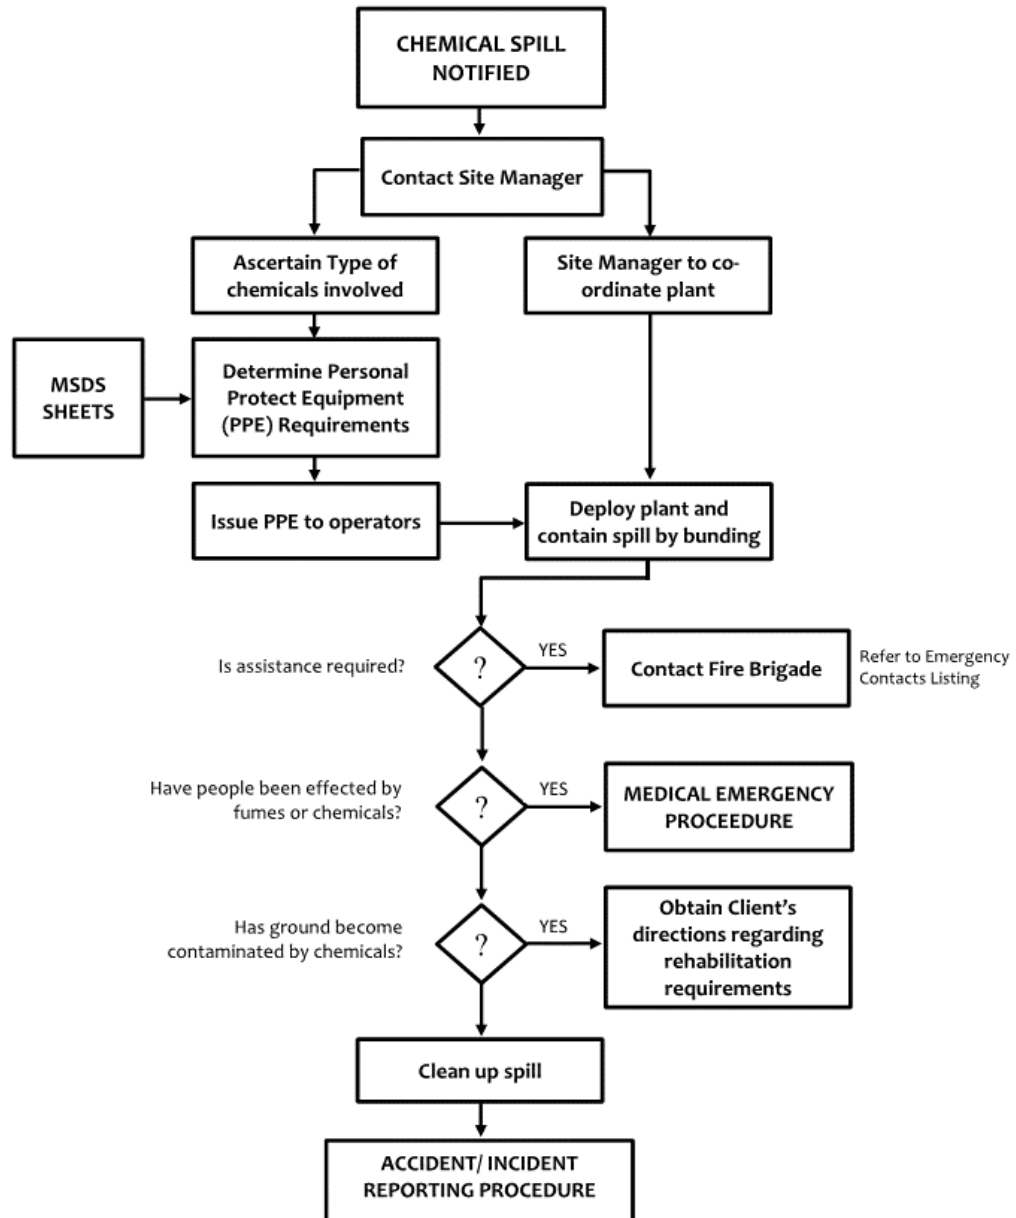 CHEMICAL SPILL
NOTIFIED
Contact Site Manager
Ascertain Type of
chemicals involved
Site Manager to co-
ordinate plant
MSDS
SHEETS
Determine Personal
Protect Equipment
(PPE) Requirements
Issue PPE to operators
Deploy plant and
contain spill by bunding
Is assistance required?
?
YES
Contact Fire Brigade
Refer to Emergency
Contacts Listing
Have people been effected by
fumes or chemicals?
?
YES
MEDICAL EMERGENCY
PROCEEDURE
Has ground become
contaminated by chemicals?
?
YES
Obtain Client’s
directions regarding
rehabilitation
requirements
Clean up spill
ACCIDENT/ INCIDENT
REPORTING PROCEDURE